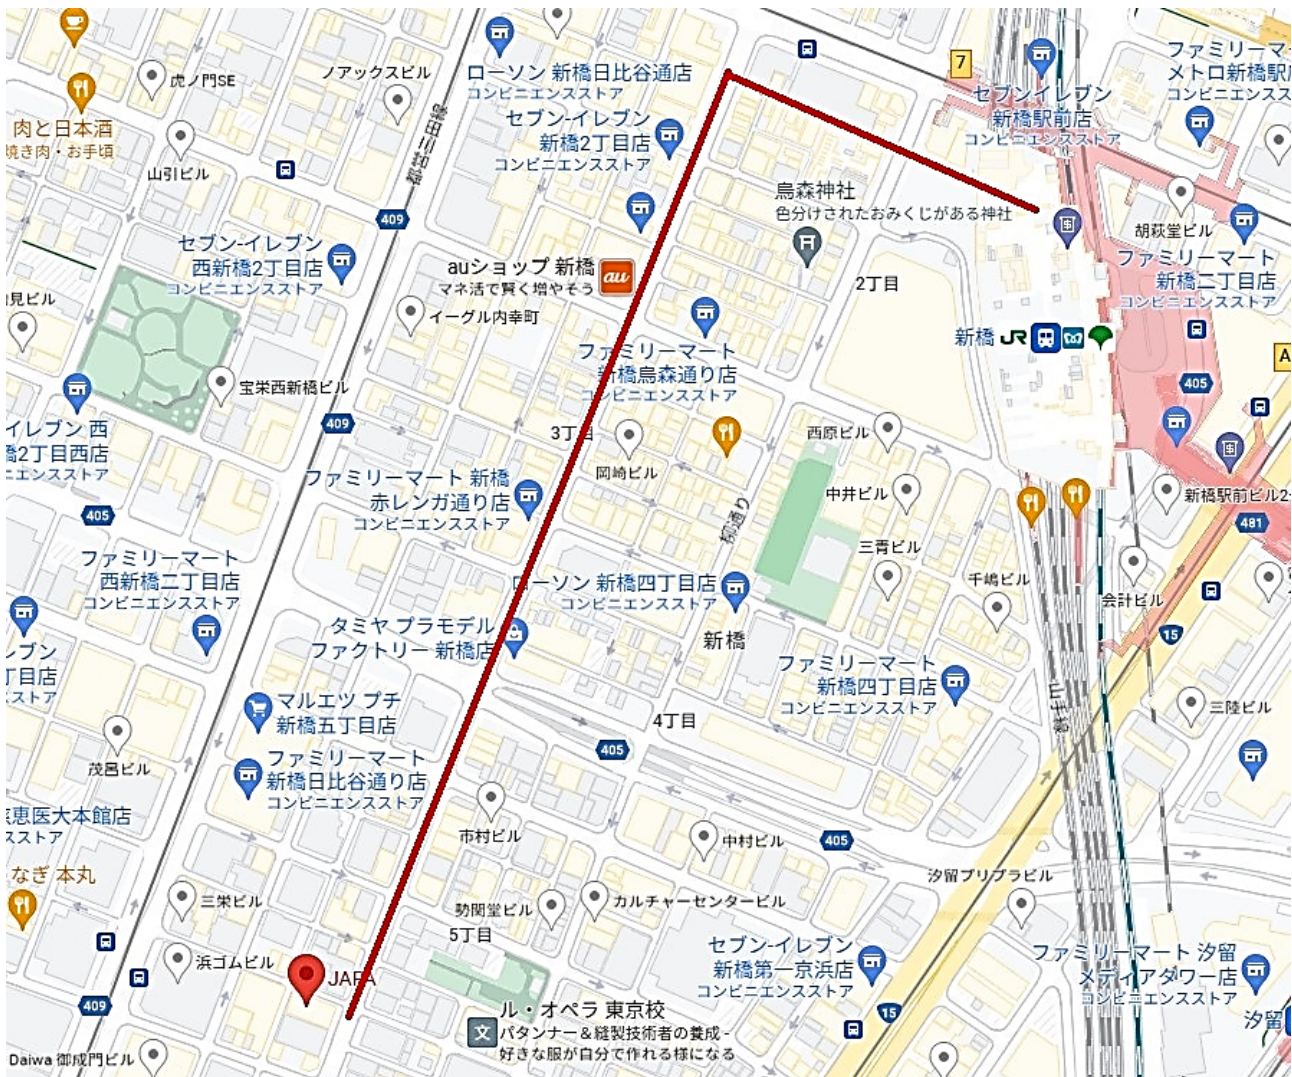 ファミリーマー
メトロ新橋駅
コンビニエンスス
7
虎ノ門SE
ノアックスビル
ローソン 新橋日比谷通店
コンビニエンスストア
セブンイレブン
新橋駅前店
コンビニエンスストア
肉と日本酒
焼き肉・お手頃
セブン-イレブン
新橋2丁目店
コンビニエンスストア
都営三田線
山引ビル
烏森神社
色分けされたおみくじがある神社
胡萩堂ビル
409
セブン-イレブン
西新橋2丁目店
コンビニエンスストア
auショップ 新橋
マネ活で賢く増やそう
au
ファミリーマート
新橋二丁目店
コンビニエンスストア
2丁目
見ビル
イーグル内幸町
新橋 JR
ファミリーマート
新橋烏森通り店
コンビニエンスストア
宝栄西新橋ビル
405
A
409
3丁目
イレブン 西
橋2丁目西店
ニエンスストア
岡崎ビル
西原ビル
ファミリーマート 新橋
赤レンガ通り店
コンビニエンスストア
中井ビル
新橋駅前ビル2
405
柳通り
481
三青ビル
ファミリーマート
西新橋二丁目店
コンビニエンスストア
ローソン 新橋四丁目店
コンビニエンスストア
千嶋ビル
会計ビル
タミヤ プラモデル
ファクトリー 新橋店
新橋
15
レブン
丁目店
ストア
ファミリーマート
新橋四丁目店
コンビニエンスストア
山手線
マルエツ プチ
新橋五丁目店
三陸ビル
4丁目
405
茂呂ビル
ファミリーマート
新橋日比谷通り店
コンビニエンスストア
恵医大本館店
スストア
市村ビル
中村ビル
405
なぎ 本丸
汐留プリプラビル
三栄ビル
勢関堂ビル
カルチャーセンタービル
5丁目
浜ゴムビル
JAPA
セブン-イレブン
新橋第一京浜店
コンビニエンスストア
ファミリーマート 汐留
メディアタワー店
コンビニエンスストア
409
ル・オペラ 東京校
パタンナー＆縫製技術者の養成 -
好きな服が自分で作れる様になる
文
15
汐留
Daiwa 御成門ビル